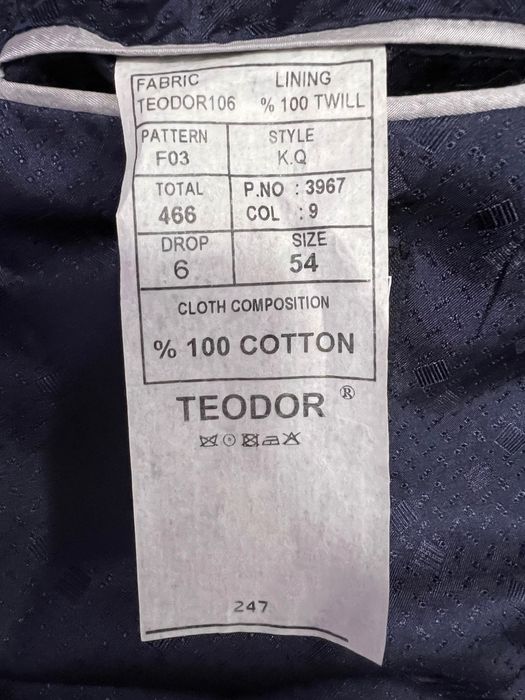 FABRIC LINING
TEODOR106 % 100 TWILL
PATTERN STYLE
F03 K.Q
TOTAL P.NO : 3967
466 COL : 9
DROP SIZE
6 54
CLOTH COMPOSITION
% 100 COTTON
TEODOR ®
247